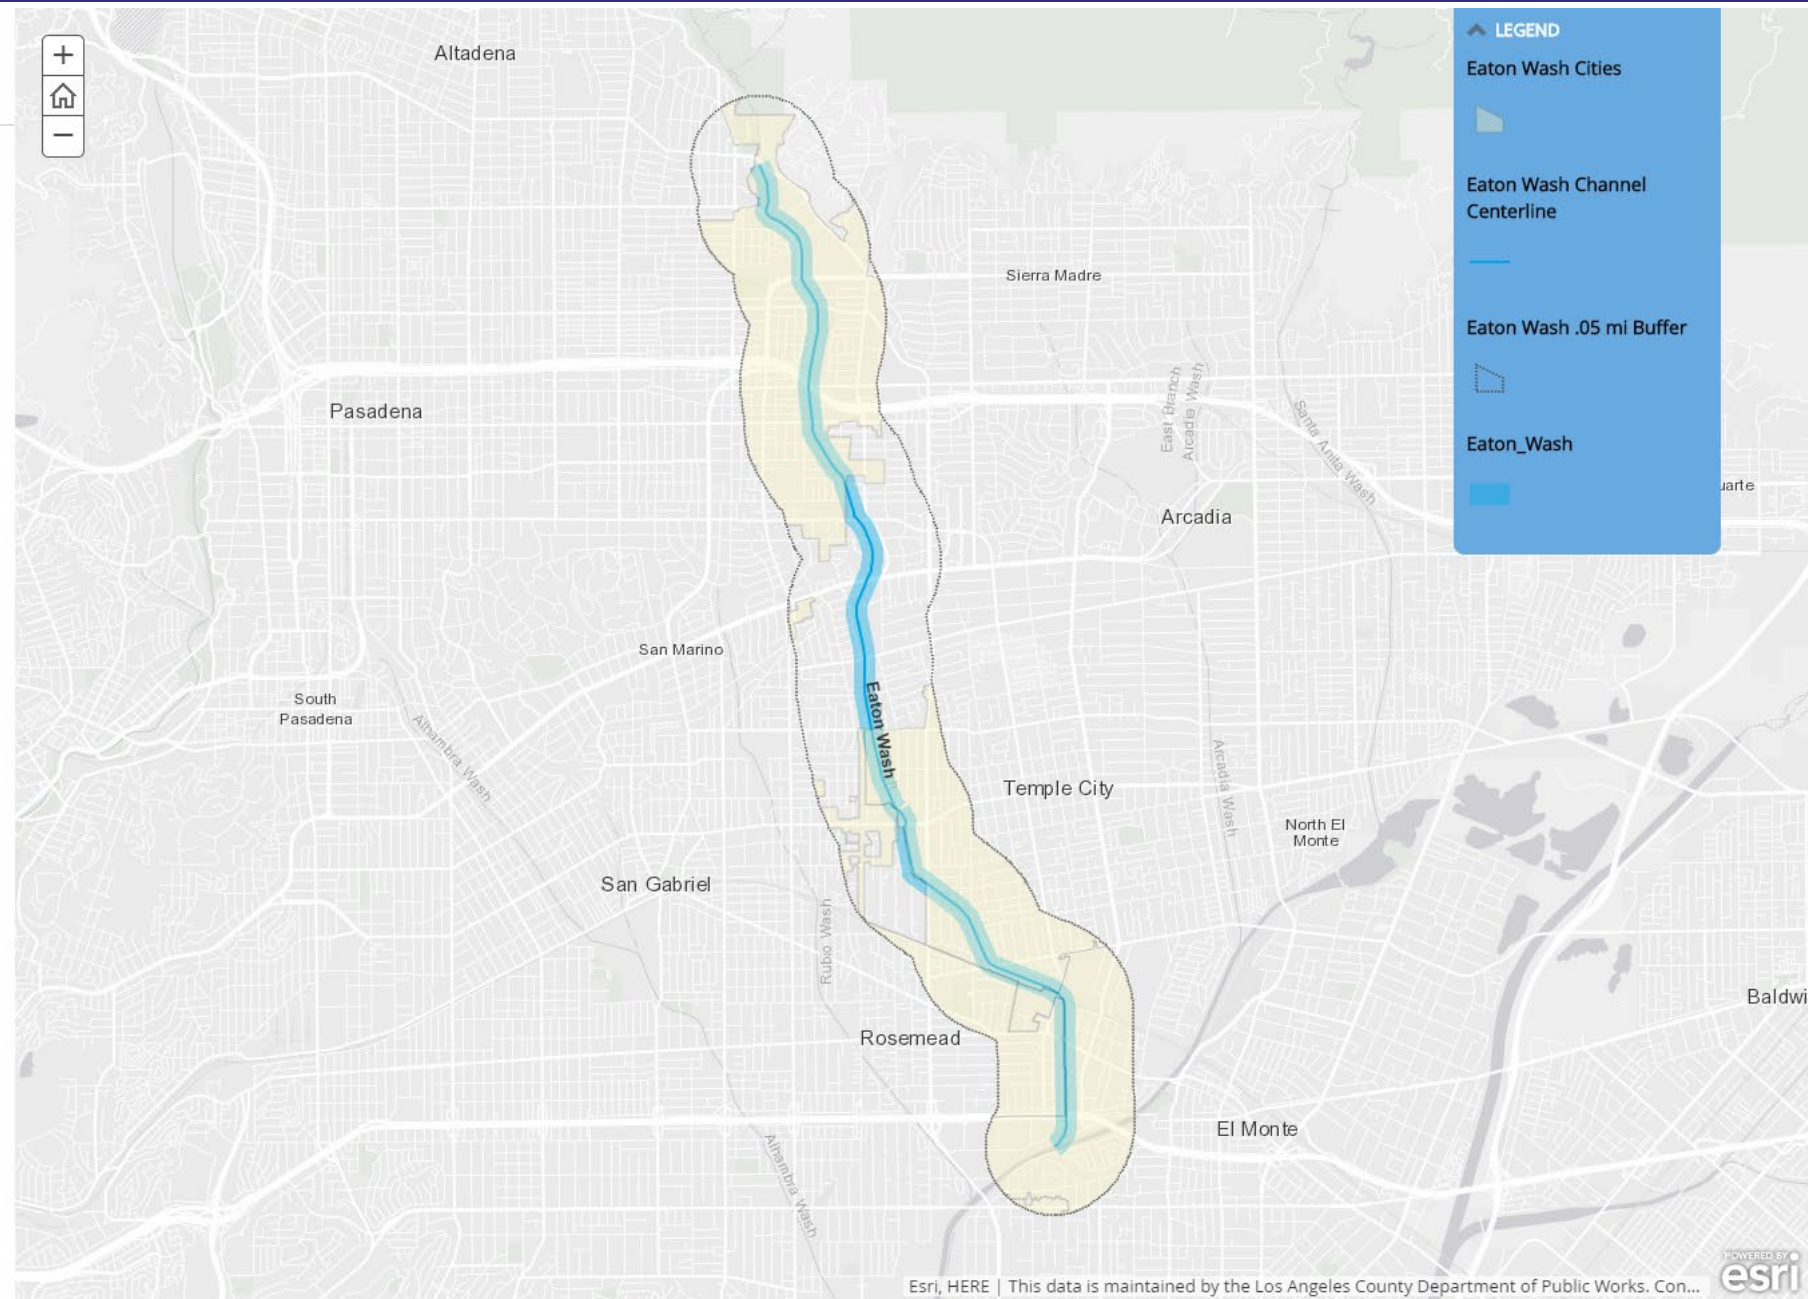 +
−
LEGEND
Eaton Wash Cities
Eaton Wash Channel
Centerline
Eaton Wash .05 mi Buffer
Eaton_Wash
Altadena
Sierra Madre
Pasadena
East Branch
Arcadia Wash
Santa Anita Wash
uarte
Arcadia
San Marino
South
Pasadena
Alhambra Wash
Eaton Wash
Arcadia Wash
Temple City
North El
Monte
San Gabriel
Rubio Wash
Baldwi
Rosemead
El Monte
Alhambra Wash
POWERED BY
esri
Esri, HERE | This data is maintained by the Los Angeles County Department of Public Works. Con...